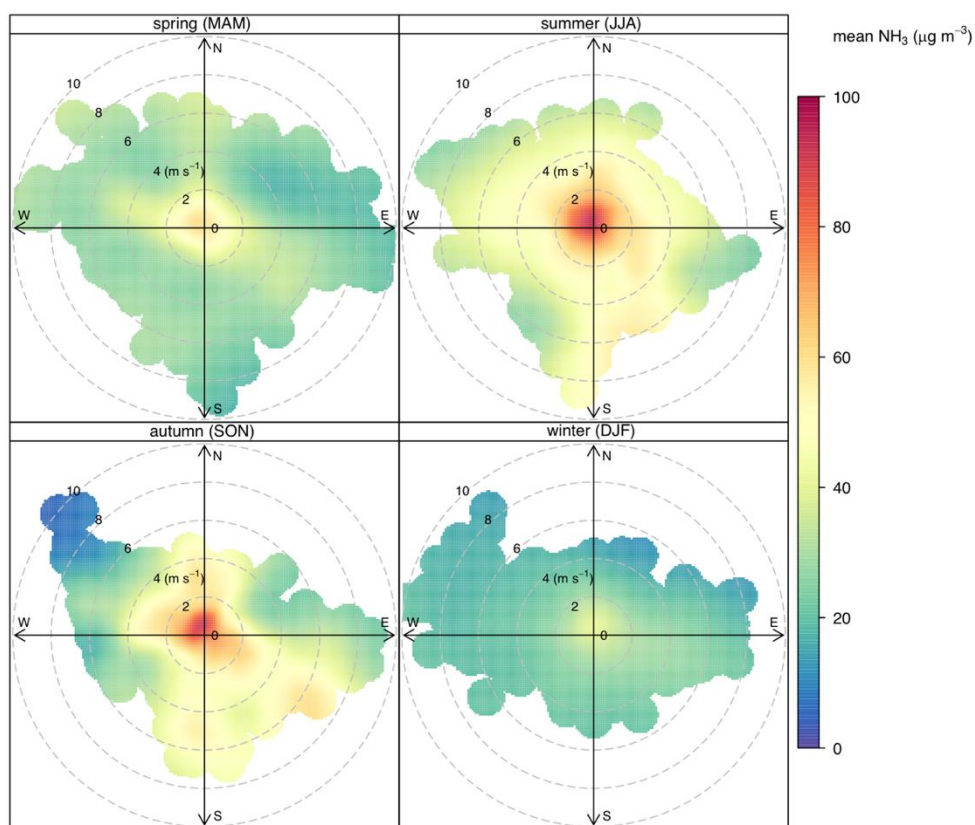 spring (MAM)
N
10
8
6
4 (m s⁻¹)
2
0
W
E
S
summer (JJA)
N
10
8
6
4 (m s⁻¹)
2
0
W
E
S
autumn (SON)
N
10
8
6
4 (m s⁻¹)
2
0
W
E
S
winter (DJF)
N
10
8
6
4 (m s⁻¹)
2
0
W
E
S
mean NH₃ (μg m⁻³)
100
80
60
40
20
0